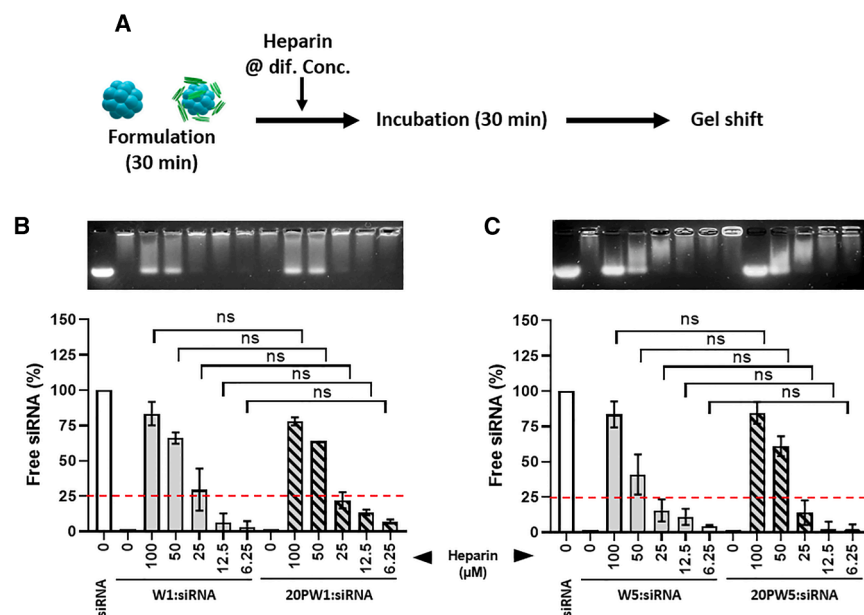 A
Heparin
@ dif. Conc.
Formulation
(30 min)
Incubation (30 min)
Gel shift
B
150
125
100
75
50
25
0
Free siRNA (%)
ns
ns
ns
ns
ns
0
0
100
50
25
12.5
6.25
0
100
50
25
12.5
6.25
siRNA
W1:siRNA
20PW1:siRNA
Heparin
(µM)
C
150
125
100
75
50
25
0
Free siRNA (%)
ns
ns
ns
ns
ns
0
0
100
50
25
12.5
6.25
0
100
50
25
12.5
6.25
siRNA
W5:siRNA
20PW5:siRNA